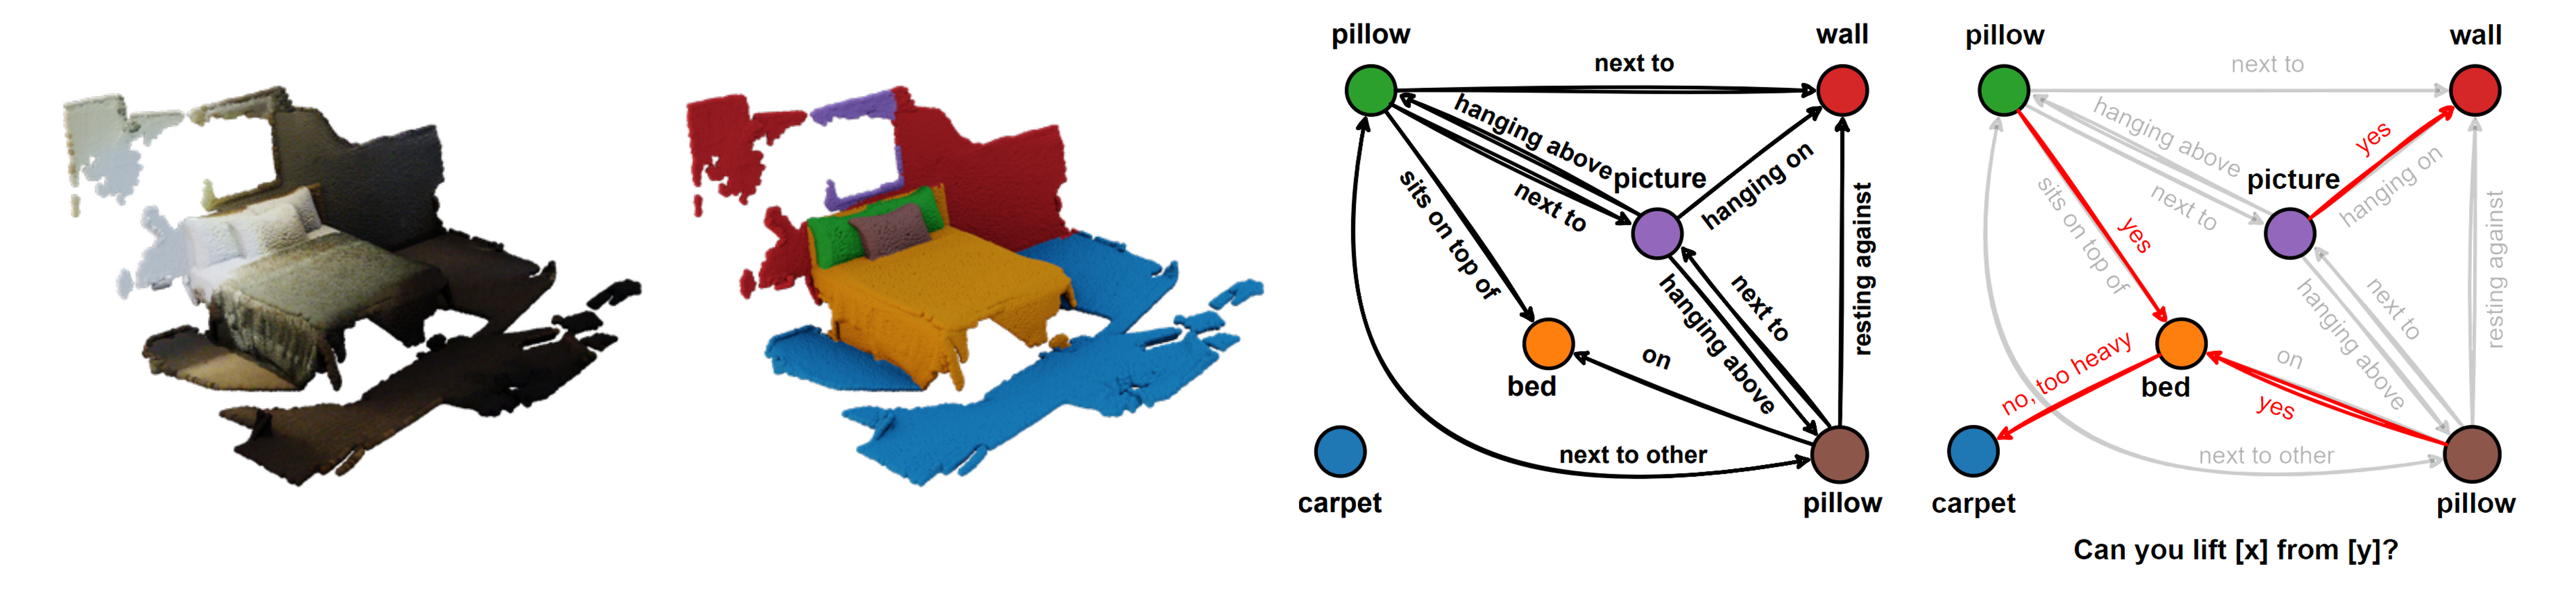 pillow
wall
next to
hanging above
picture
next to
hanging on
sits on top of
resting against
next to
hanging above
on
bed
next to other
carpet
pillow
pillow
wall
next to
hanging above
yes
picture
next to
hanging on
sits on top of
yes
resting against
next to
hanging above
no, too heavy
on
bed
yes
next to other
carpet
pillow
Can you lift [x] from [y]?